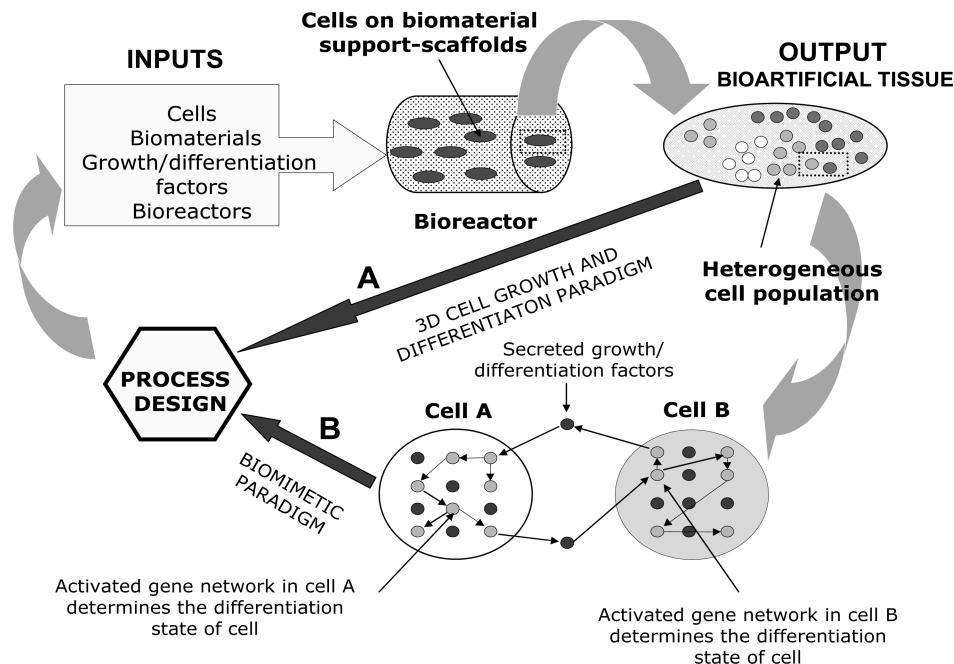 INPUTS
Cells
Biomaterials
Growth/differentiation
factors
Bioreactors
Cells on biomaterial
support-scaffolds
Bioreactor
OUTPUT
BIOARTIFICIAL TISSUE
Heterogeneous
cell population
A
3D CELL GROWTH AND
DIFFERENTIATON PARADIGM
PROCESS
DESIGN
B
BIOMIMETIC
PARADIGM
Secreted growth/
differentiation factors
Cell A
Cell B
Activated gene network in cell A
determines the differentiation
state of cell
Activated gene network in cell B
determines the differentiation
state of cell